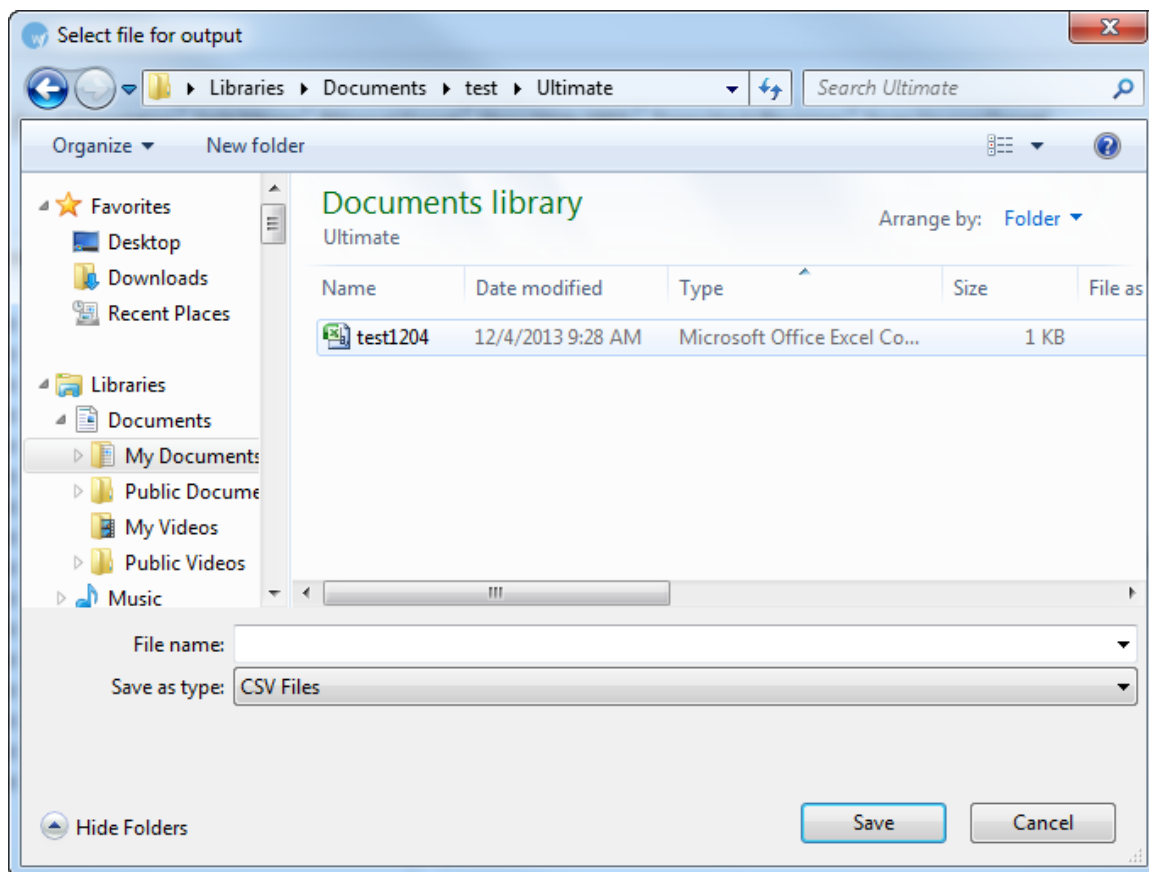 Select file for output
Libraries Documents test Ultimate Search Ultimate
Organize New folder
Favorites
Desktop
Downloads
Recent Places
Libraries
Documents
My Documents
Public Docume
My Videos
Public Videos
Music
Documents library
Ultimate
Arrange by: Folder
Name Date modified Type Size File as
test1204 12/4/2013 9:28 AM Microsoft Office Excel Co... 1 KB
File name:
Save as type: CSV Files
Hide Folders Save Cancel